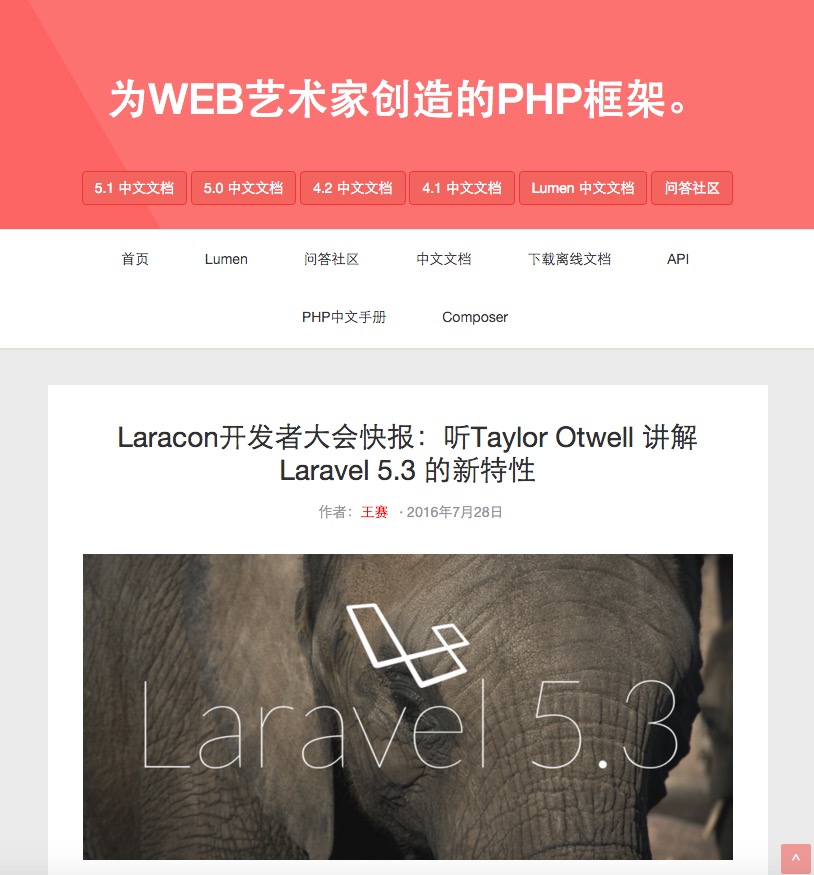 为WEB艺术家创造的PHP框架。
5.1 中文文档 5.0 中文文档 4.2 中文文档 4.1 中文文档 Lumen 中文文档 问答社区
首页 Lumen 问答社区 中文文档 下载离线文档 API
PHP中文手册 Composer
Laracon开发者大会快报：听Taylor Otwell 讲解
Laravel 5.3 的新特性
作者：王赛 · 2016年7月28日
Laravel 5.3